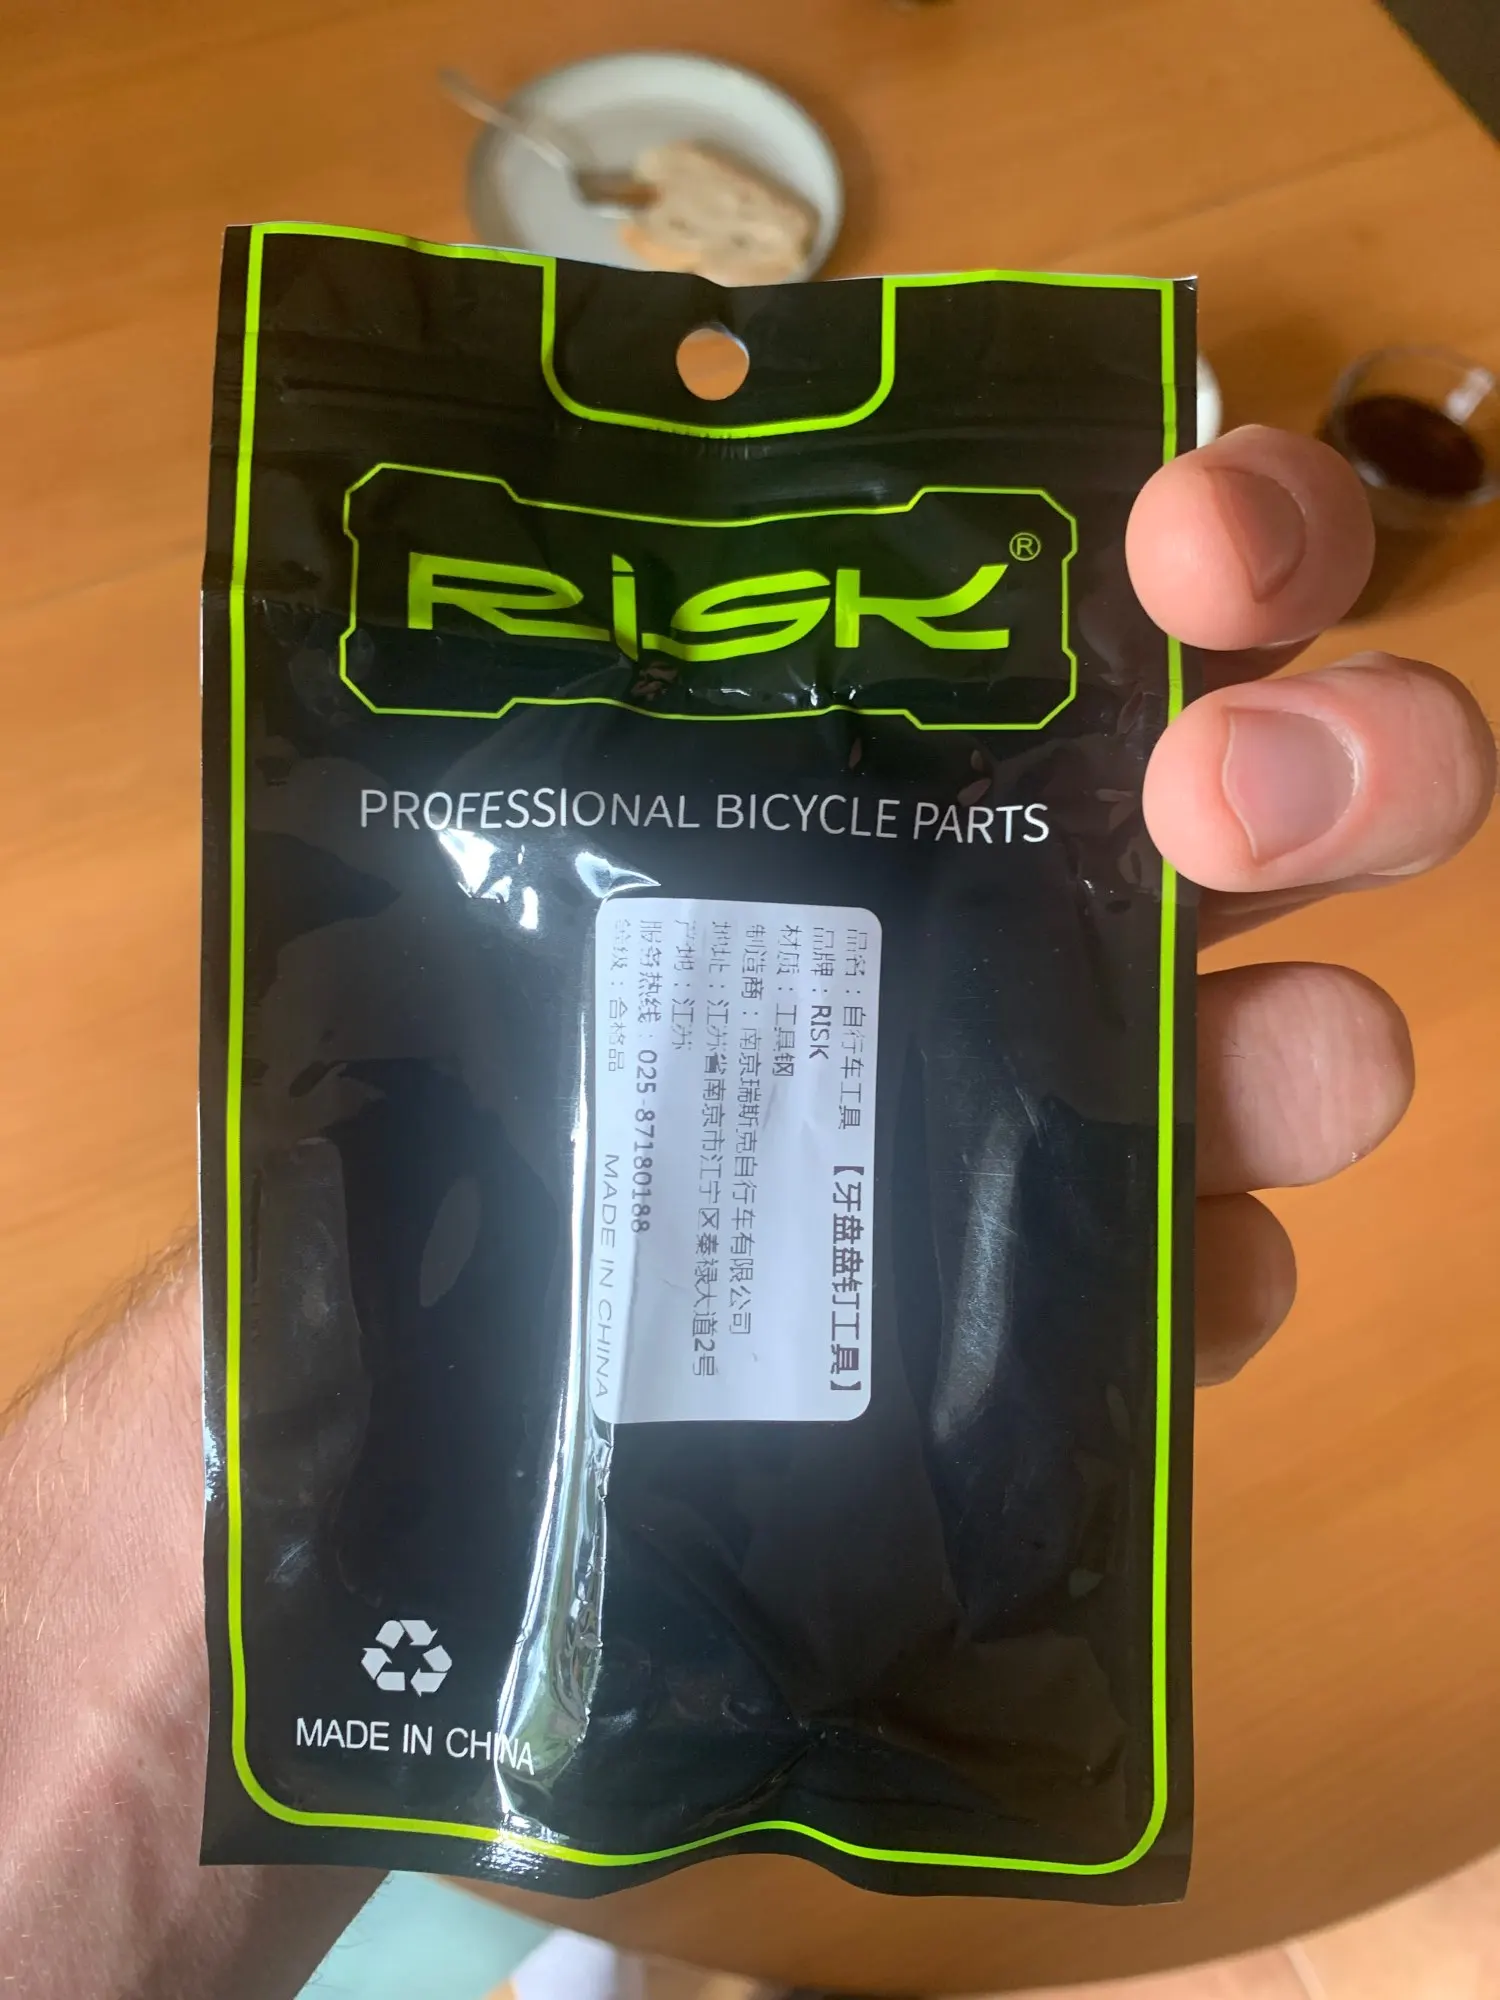 RISK®
PROFESSIONAL BICYCLE PARTS
品名：自行车工具 【牙盘盘钉工具】
品牌：RISK
材质：工具钢
制造商：南京瑞斯克自行车有限公司
地址：江苏省南京市江宁区秦禄大道2号
产地：江苏
服务热线：025-87180188
等级：合格品 MADE IN CHINA
MADE IN CHINA